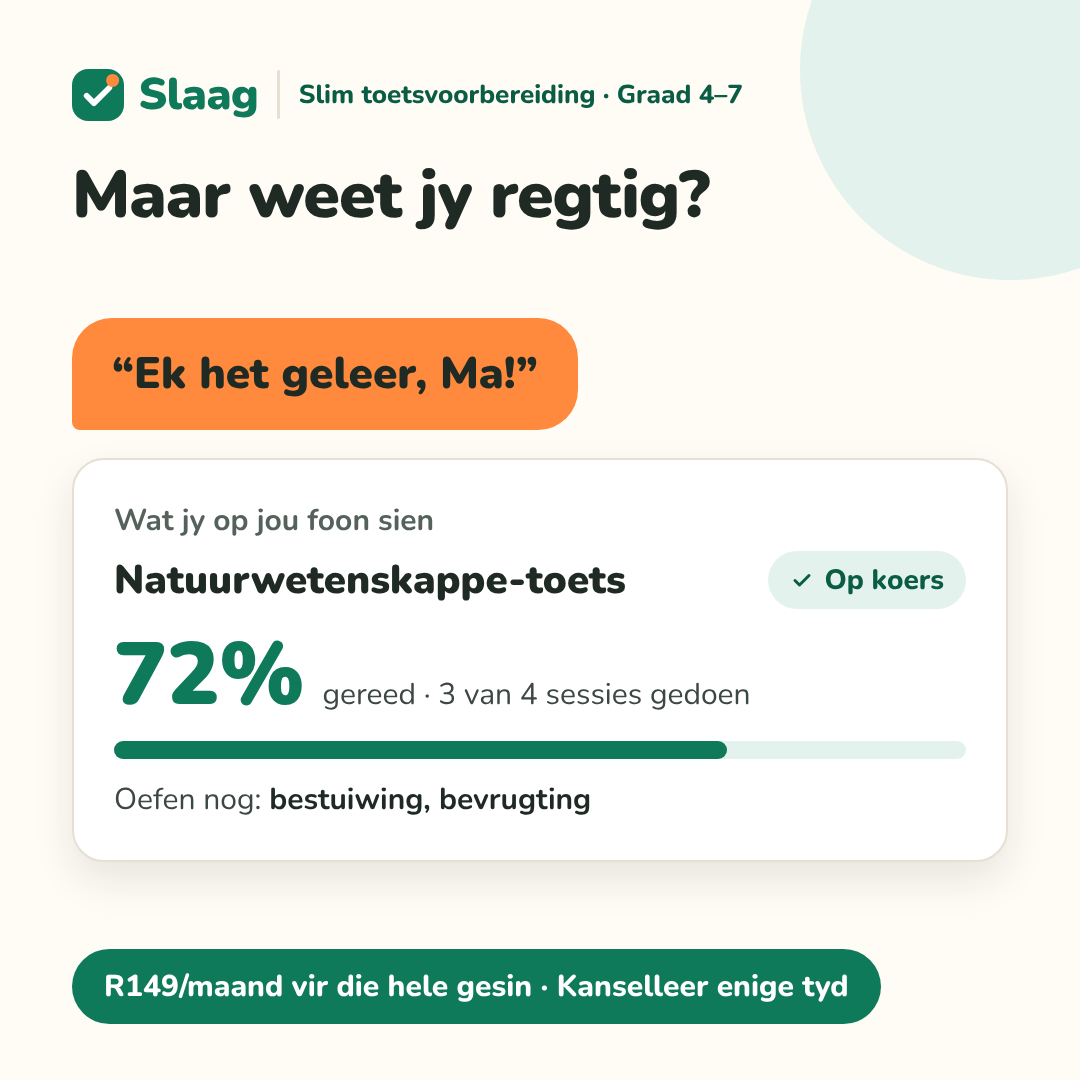 Slaag
Slim toetsvoorbereiding · Graad 4–7
Maar weet jy regtig?
“Ek het geleer, Ma!”
Wat jy op jou foon sien
Natuurwetenskappe-toets
Op koers
72% gereed · 3 van 4 sessies gedoen
Oefen nog: bestuiwing, bevrugting
R149/maand vir die hele gesin · Kanselleer enige tyd